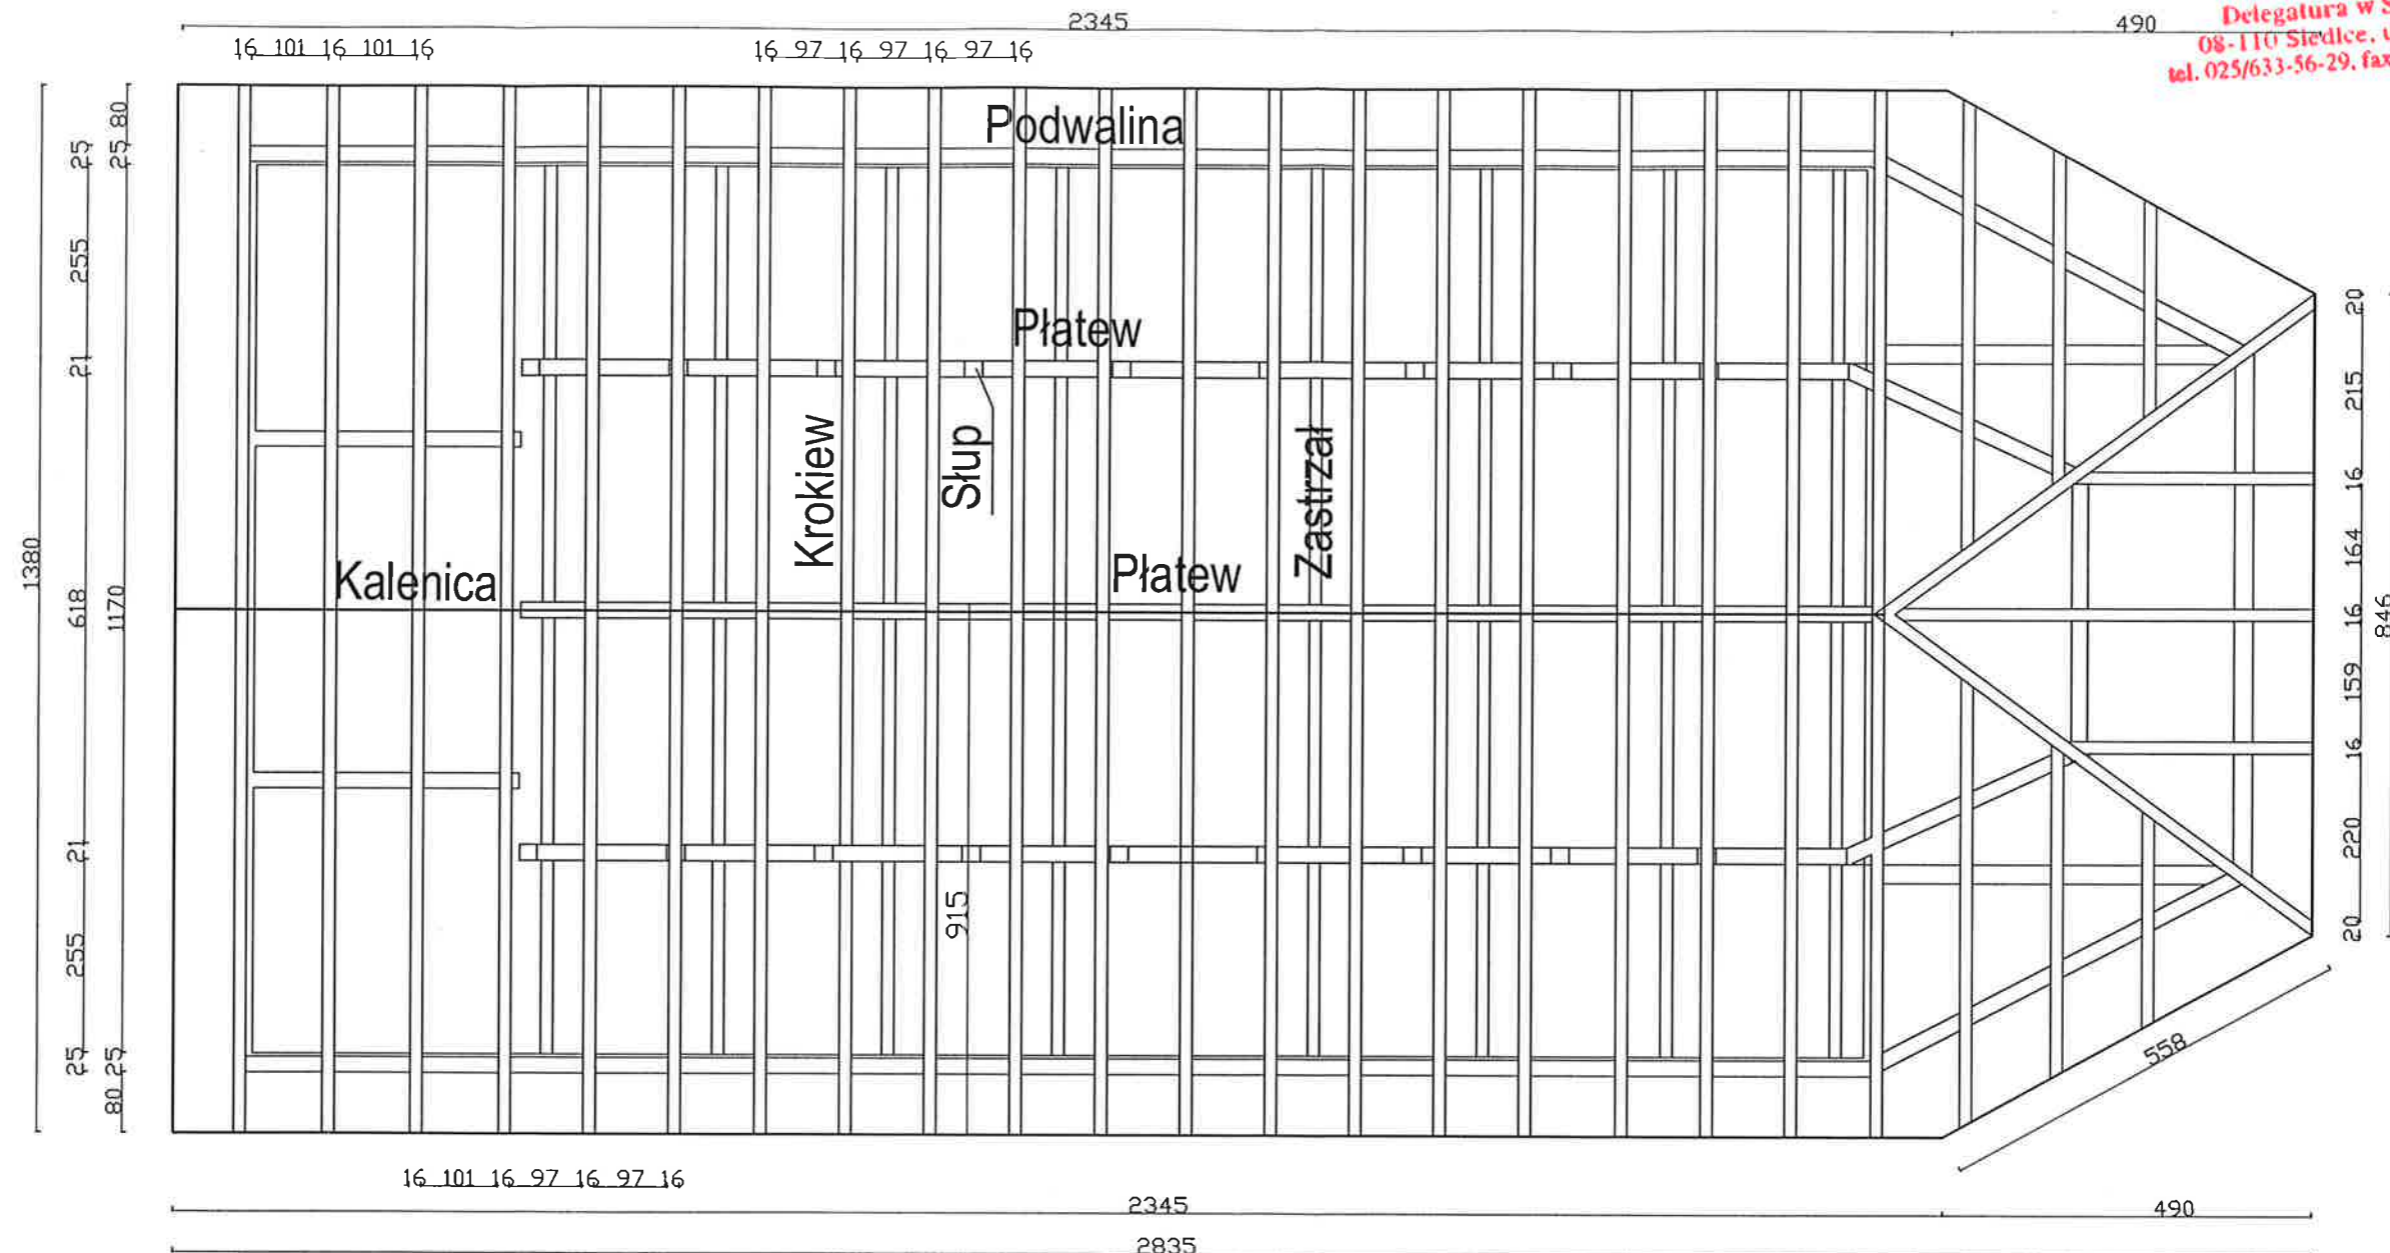 2345
490
Delegatura w S
08-110 Siedlce, u
tel. 025/633-56-29, fax
16 101 16 101 16
16 97 16 97 16 97 16
Podwalina
Płatew
Krokiew
Słup
Zastrzał
Kalenica
Płatew
915
1380
25
255
21
618
21
255
25
80
25
1170
25
80
20
215
16
164
16
159
16
220
20
846
558
16 101 16 97 16 97 16
2345
490
2835